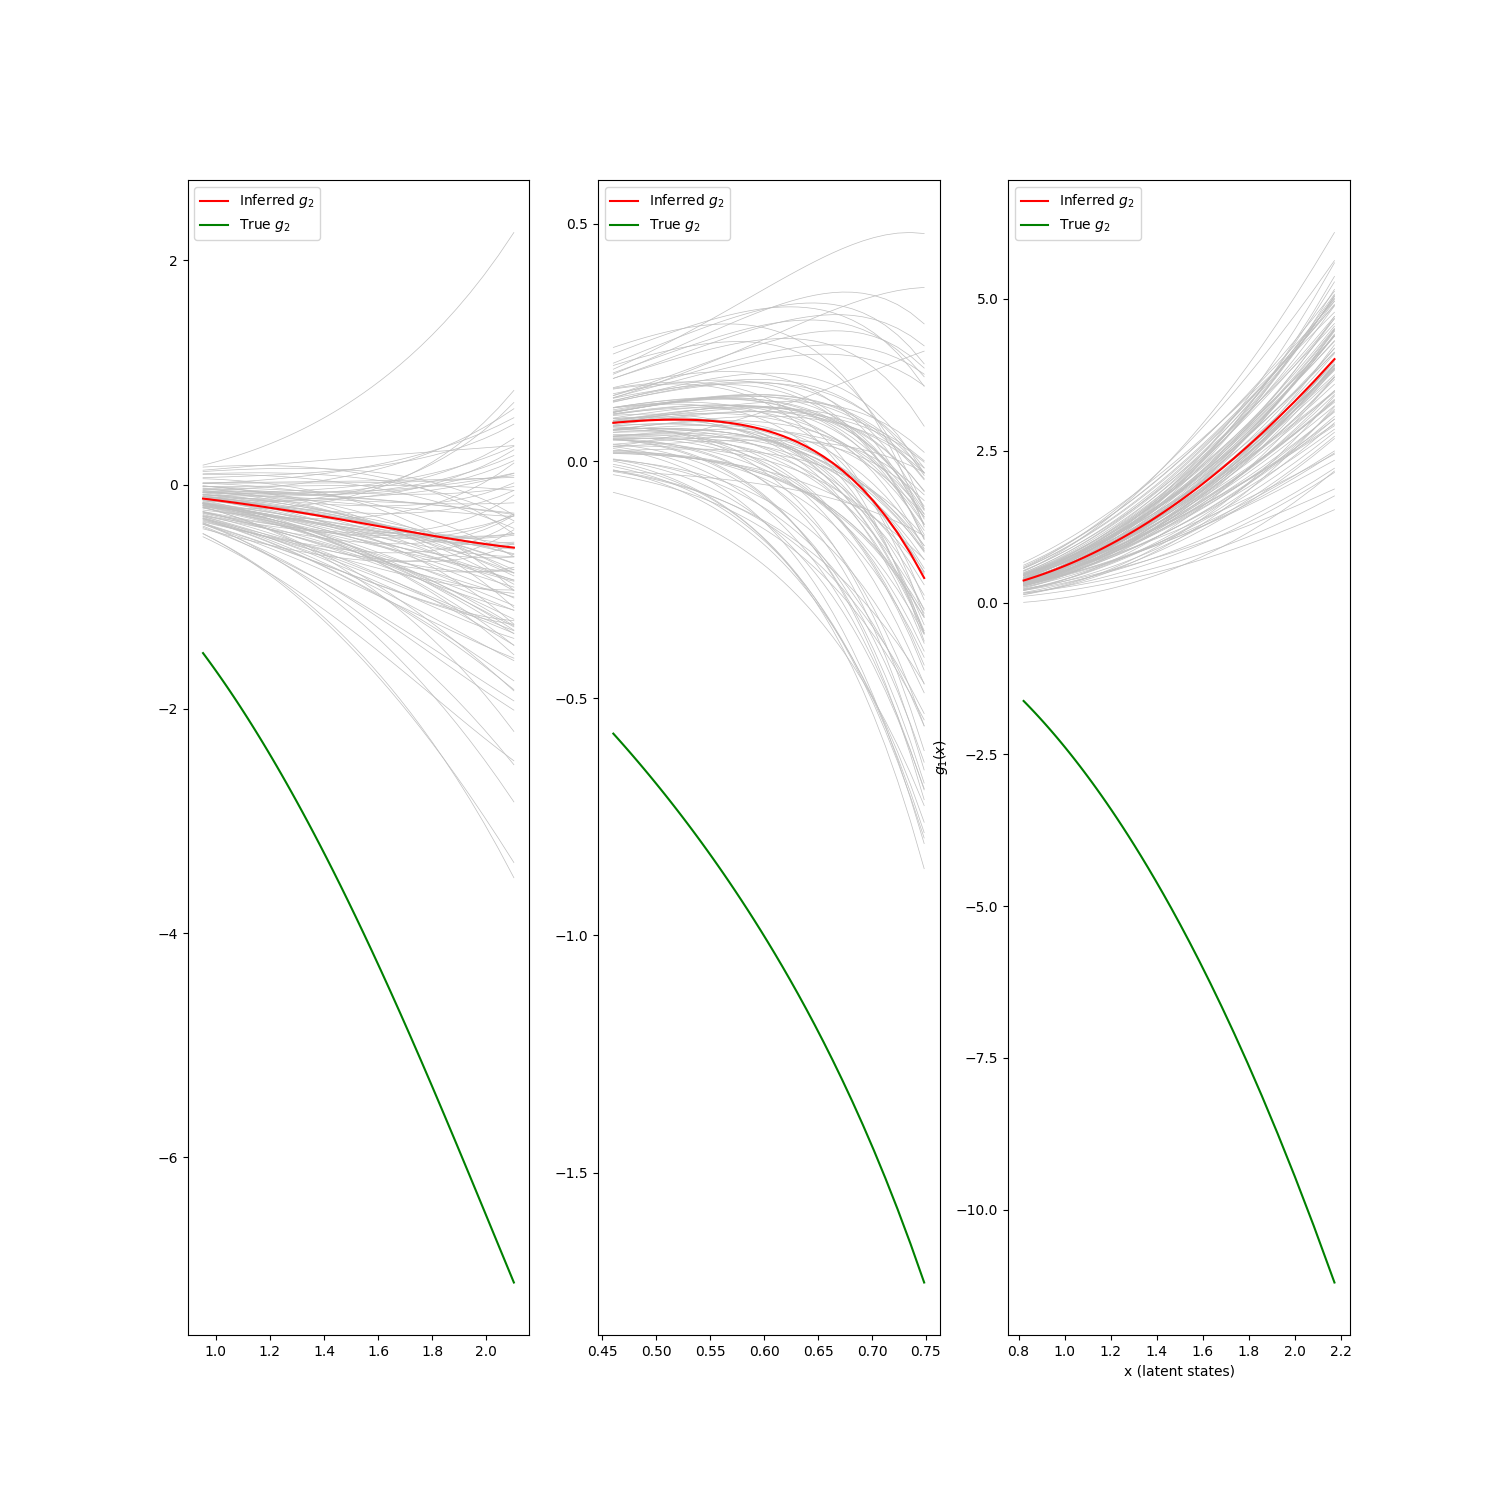 Inferred g₂
True g₂
2
0
−2
−4
−6
1.0 1.2 1.4 1.6 1.8 2.0
Inferred g₂
True g₂
0.5
0.0
−0.5
−1.0
−1.5
0.45 0.50 0.55 0.60 0.65 0.70 0.75
g₁(x)
Inferred g₂
True g₂
5.0
2.5
0.0
−2.5
−5.0
−7.5
−10.0
0.8 1.0 1.2 1.4 1.6 1.8 2.0 2.2
x (latent states)